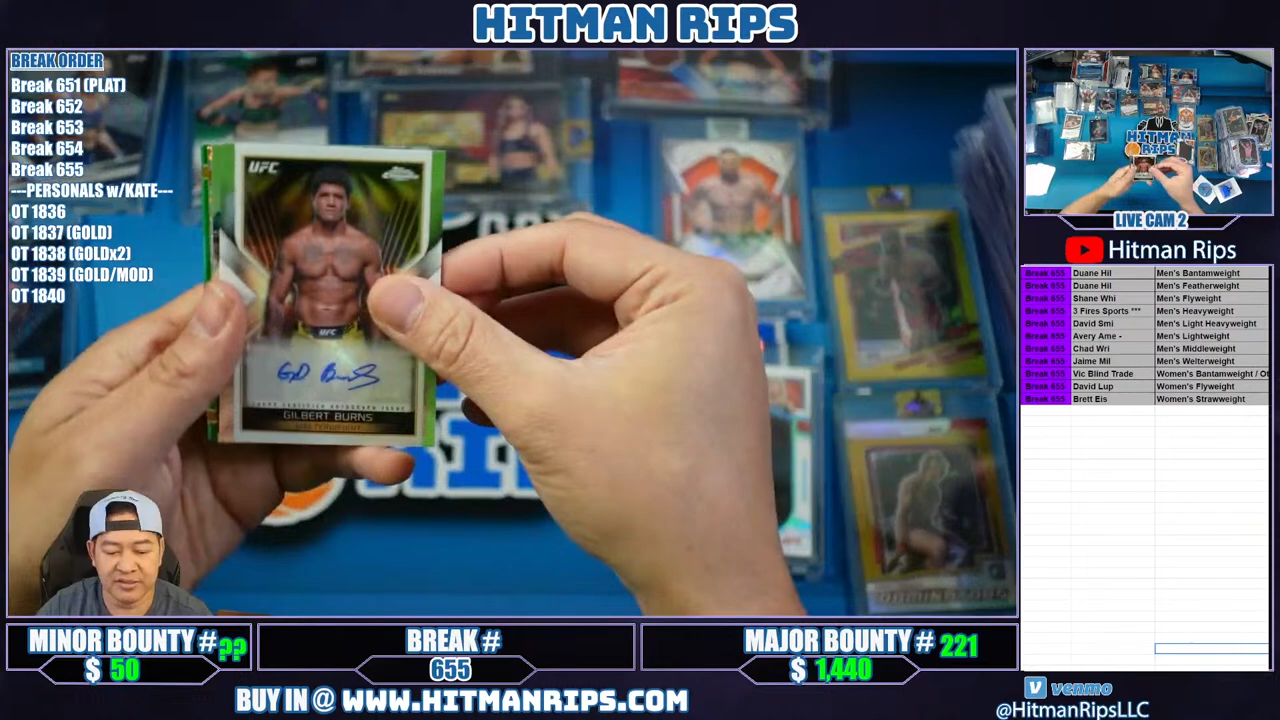 HITMAN RIPS
BREAK ORDER
Break 651 (PLAT)
Break 652
Break 653
Break 654
Break 655
---PERSONALS w/KATE---
OT 1836
OT 1837 (GOLD)
OT 1838 (GOLDx2)
OT 1839 (GOLD/MOD)
OT 1840
UFC
UFC
GILBERT BURNS
HITMAN
RIPS
LIVE CAM 2
Hitman Rips
Break 655 Duane Hil Men's Bantamweight
Break 655 Duane Hil Men's Featherweight
Break 655 Shane Whi Men's Flyweight
Break 655 3 Fires Sports *** Men's Heavyweight
Break 655 David Smi Men's Light Heavyweight
Break 655 Avery Ame - Men's Lightweight
Break 655 Chad Wri Men's Middleweight
Break 655 Jaime Mil Men's Welterweight
Break 655 Vic Blind Trade Women's Bantamweight / Ot
Break 655 David Lup Women's Flyweight
Break 655 Brett Eis Women's Strawweight
MINOR BOUNTY # ??
$ 50
BREAK #
655
MAJOR BOUNTY # 221
$ 1,440
BUY IN @ WWW.HITMANRIPS.COM
venmo
@HitmanRipsLLC